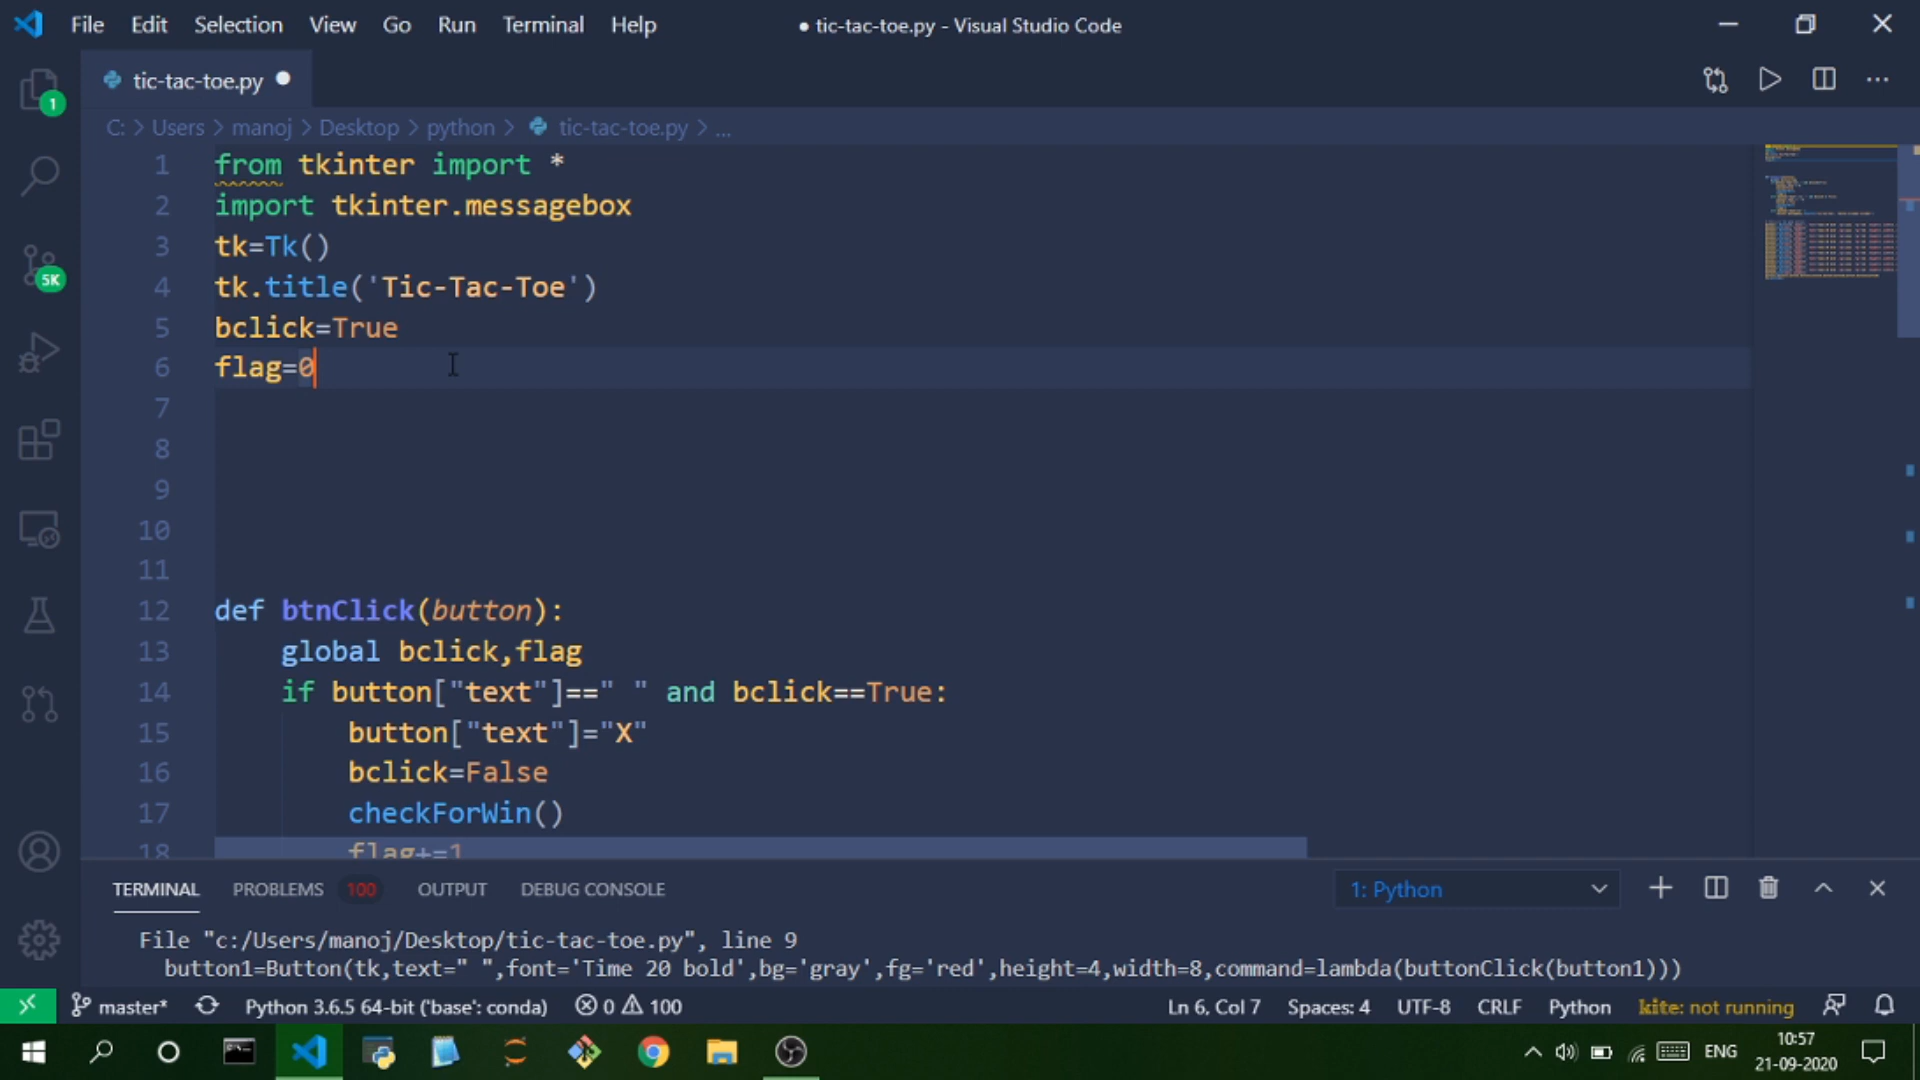 File Edit Selection View Go Run Terminal Help
● tic-tac-toe.py - Visual Studio Code
tic-tac-toe.py
C: > Users > manoj > Desktop > python > tic-tac-toe.py > ...
1 from tkinter import *
2 import tkinter.messagebox
3 tk=Tk()
4 tk.title('Tic-Tac-Toe')
5 bclick=True
6 flag=0
7
8
9
10
11
12 def btnClick(button):
13 global bclick,flag
14 if button["text"]==" " and bclick==True:
15 button["text"]="X"
16 bclick=False
17 checkForWin()
18 flag+=1
1
5K
TERMINAL PROBLEMS 100 OUTPUT DEBUG CONSOLE
1: Python
File "c:/Users/manoj/Desktop/tic-tac-toe.py", line 9
button1=Button(tk,text=" ",font='Time 20 bold',bg='gray',fg='red',height=4,width=8,command=lambda(buttonClick(button1)))
master* Python 3.6.5 64-bit ('base': conda) 0 100
Ln 6, Col 7 Spaces: 4 UTF-8 CRLF Python kite: not running
ENG
10:57
21-09-2020